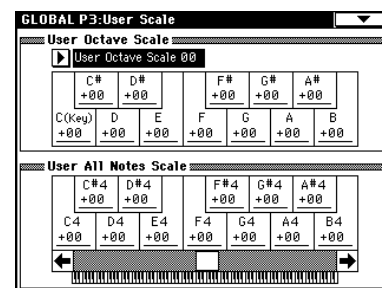 GLOBAL P3:User Scale
User Octave Scale
User Octave Scale 00
C# D# F# G# A#
+00 +00 +00 +00 +00
C(Key) D E F G A B
+00 +00 +00 +00 +00 +00 +00
User All Notes Scale
C#4 D#4 F#4 G#4 A#4
+00 +00 +00 +00 +00
C4 D4 E4 F4 G4 A4 B4
+00 +00 +00 +00 +00 +00 +00